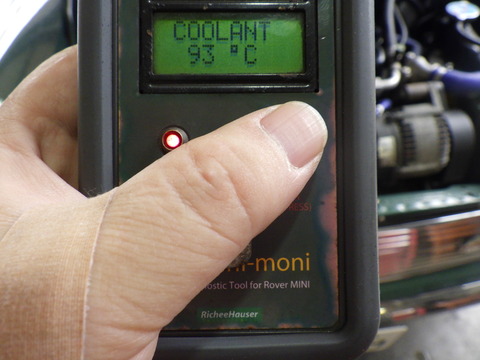 COOLANT
93 °C
-moni
ostic Tool for Rover MINI
RicheeHauser